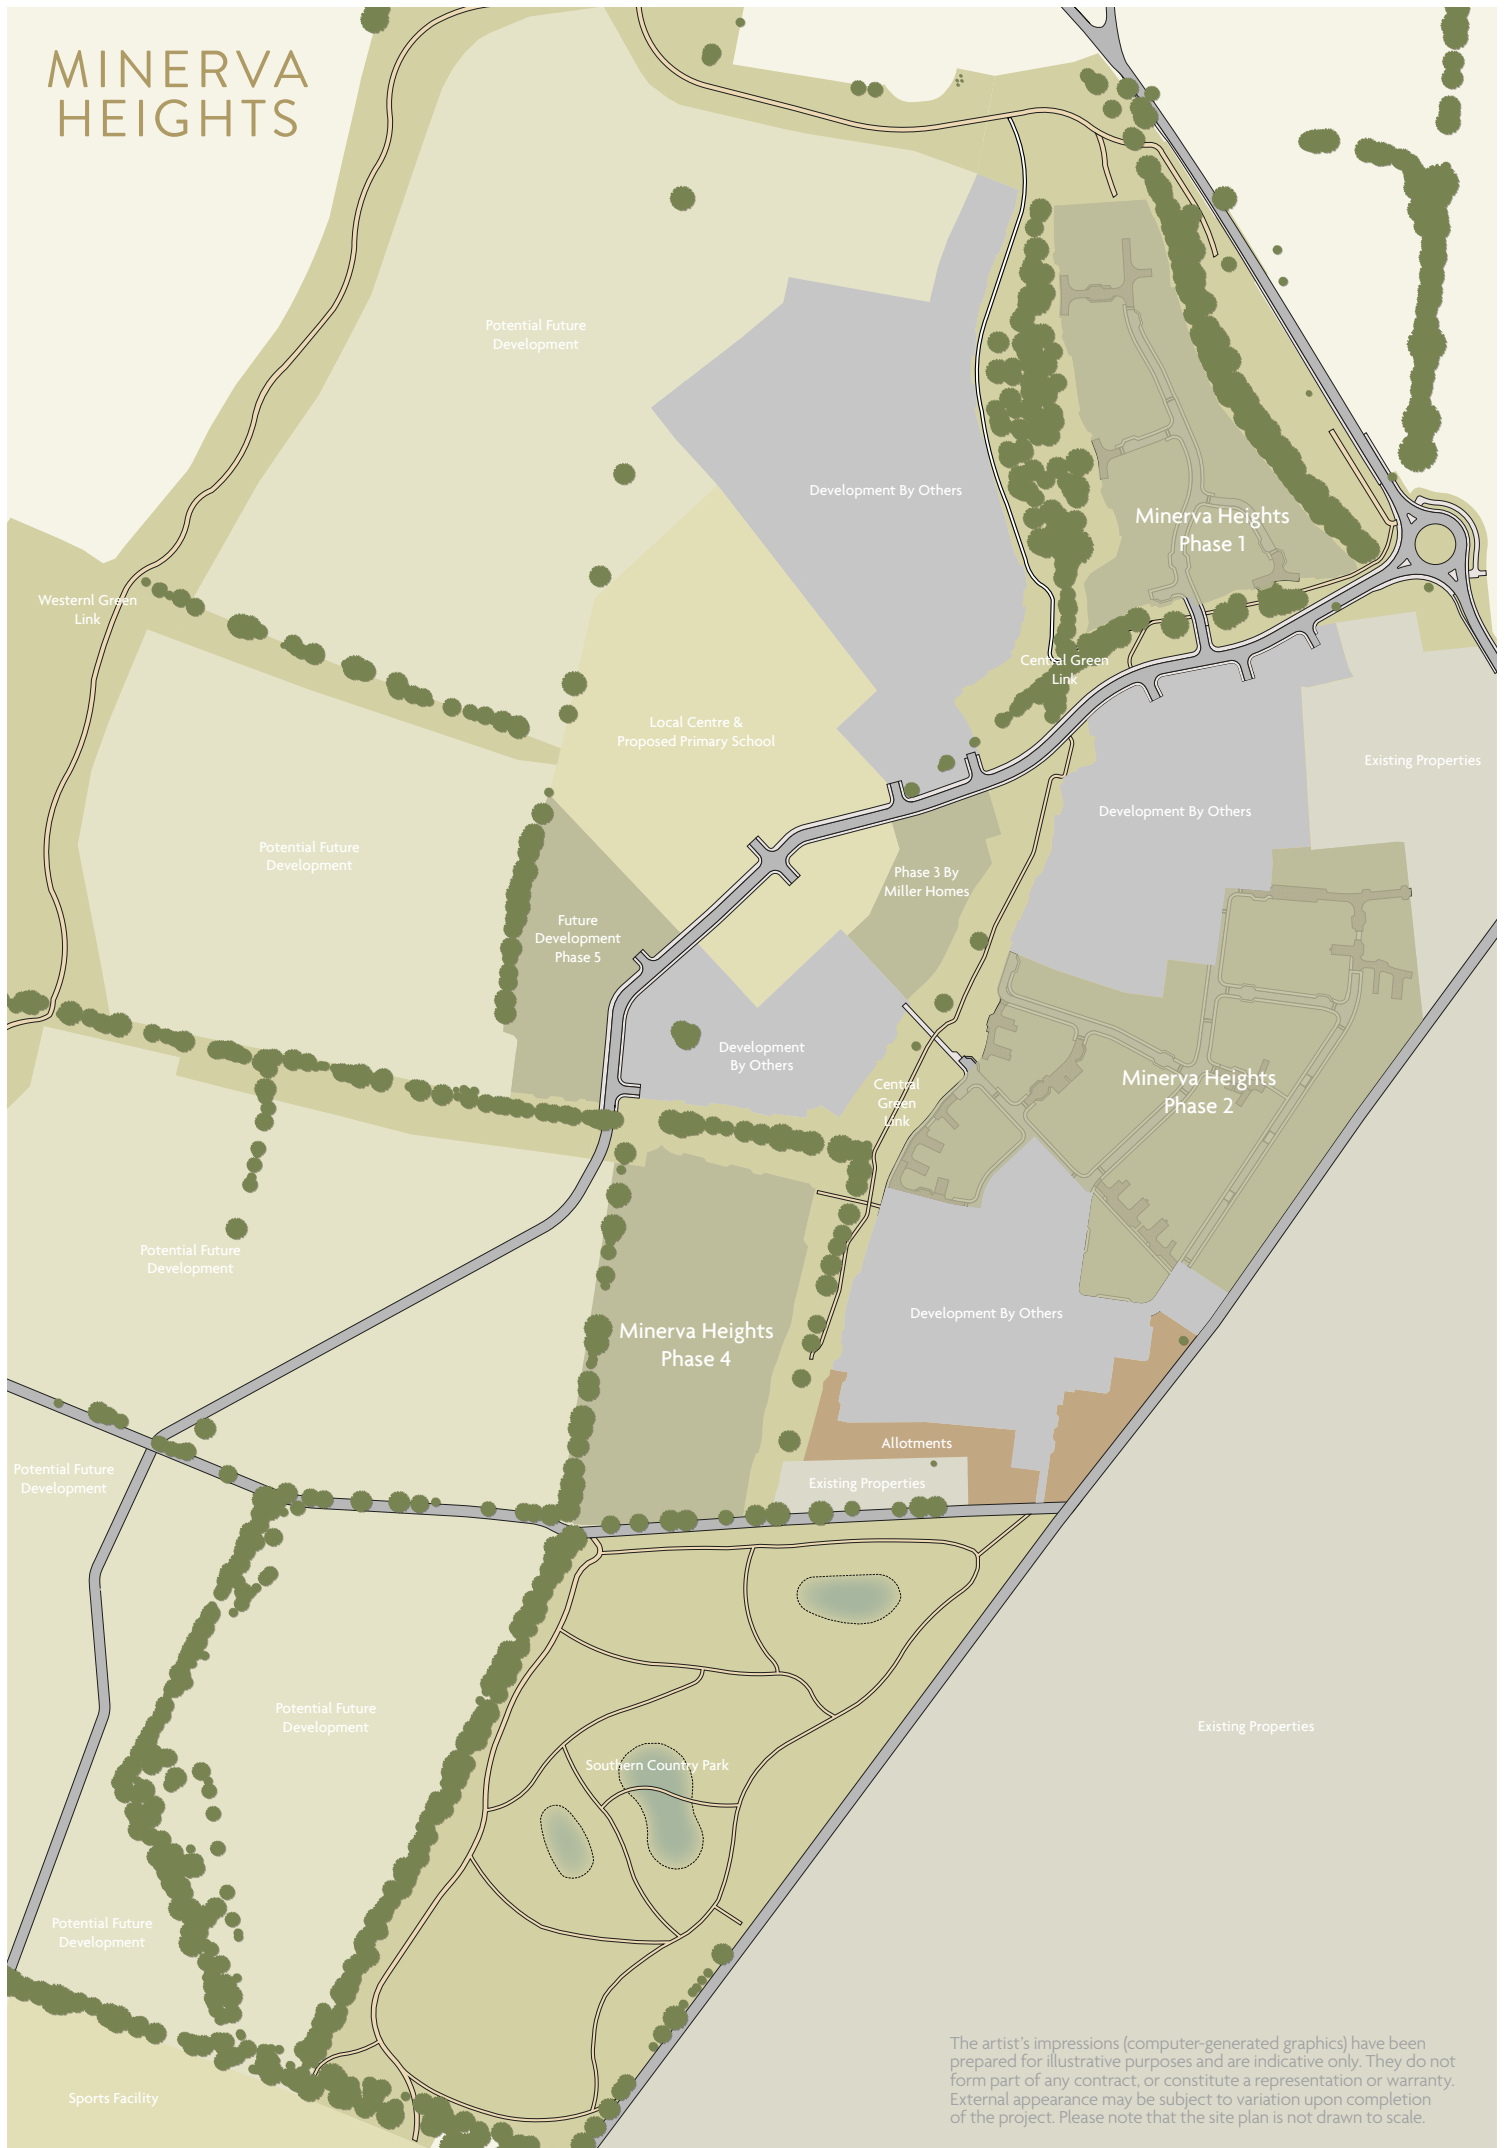 MINERVA
HEIGHTS
Potential Future
Development
Development By Others
Minerva Heights
Phase 1
Westernl Green
Link
Central Green
Link
Local Centre &
Proposed Primary School
Existing Properties
Development By Others
Potential Future
Development
Phase 3 By
Miller Homes
Future
Development
Phase 5
Development
By Others
Central
Green
Link
Minerva Heights
Phase 2
Potential Future
Development
Development By Others
Minerva Heights
Phase 4
Allotments
Potential Future
Development
Existing Properties
Potential Future
Development
Existing Properties
Southern Country Park
Potential Future
Development
Sports Facility
The artist's impressions (computer-generated graphics) have been
prepared for illustrative purposes and are indicative only. They do not
form part of any contract, or constitute a representation or warranty.
External appearance may be subject to variation upon completion
of the project. Please note that the site plan is not drawn to scale.